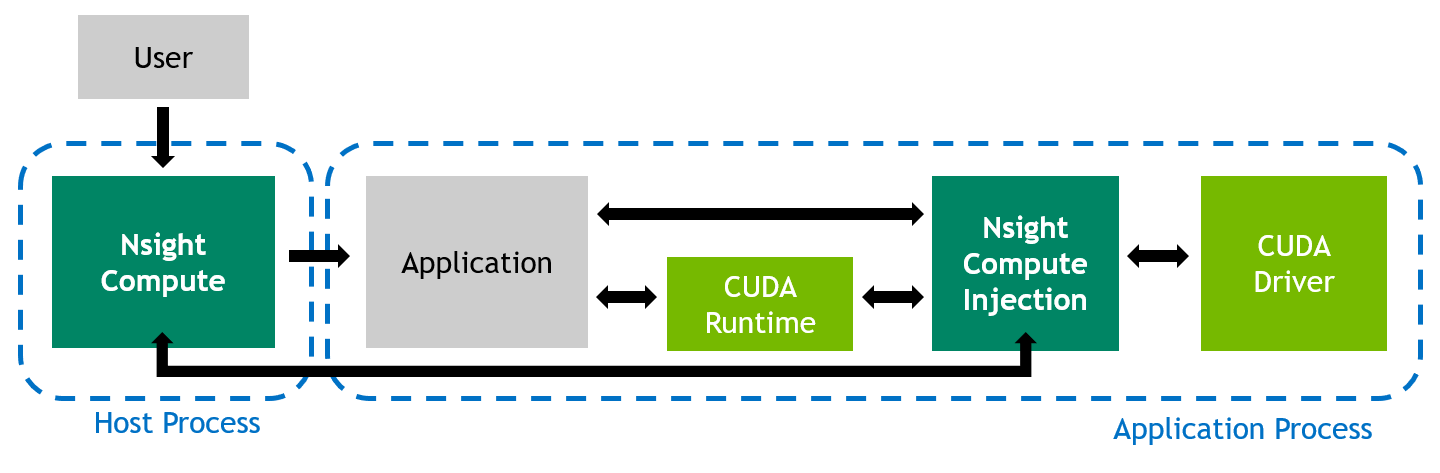 User
Nsight
Compute
Application
CUDA
Runtime
Nsight
Compute
Injection
CUDA
Driver
Host Process
Application Process